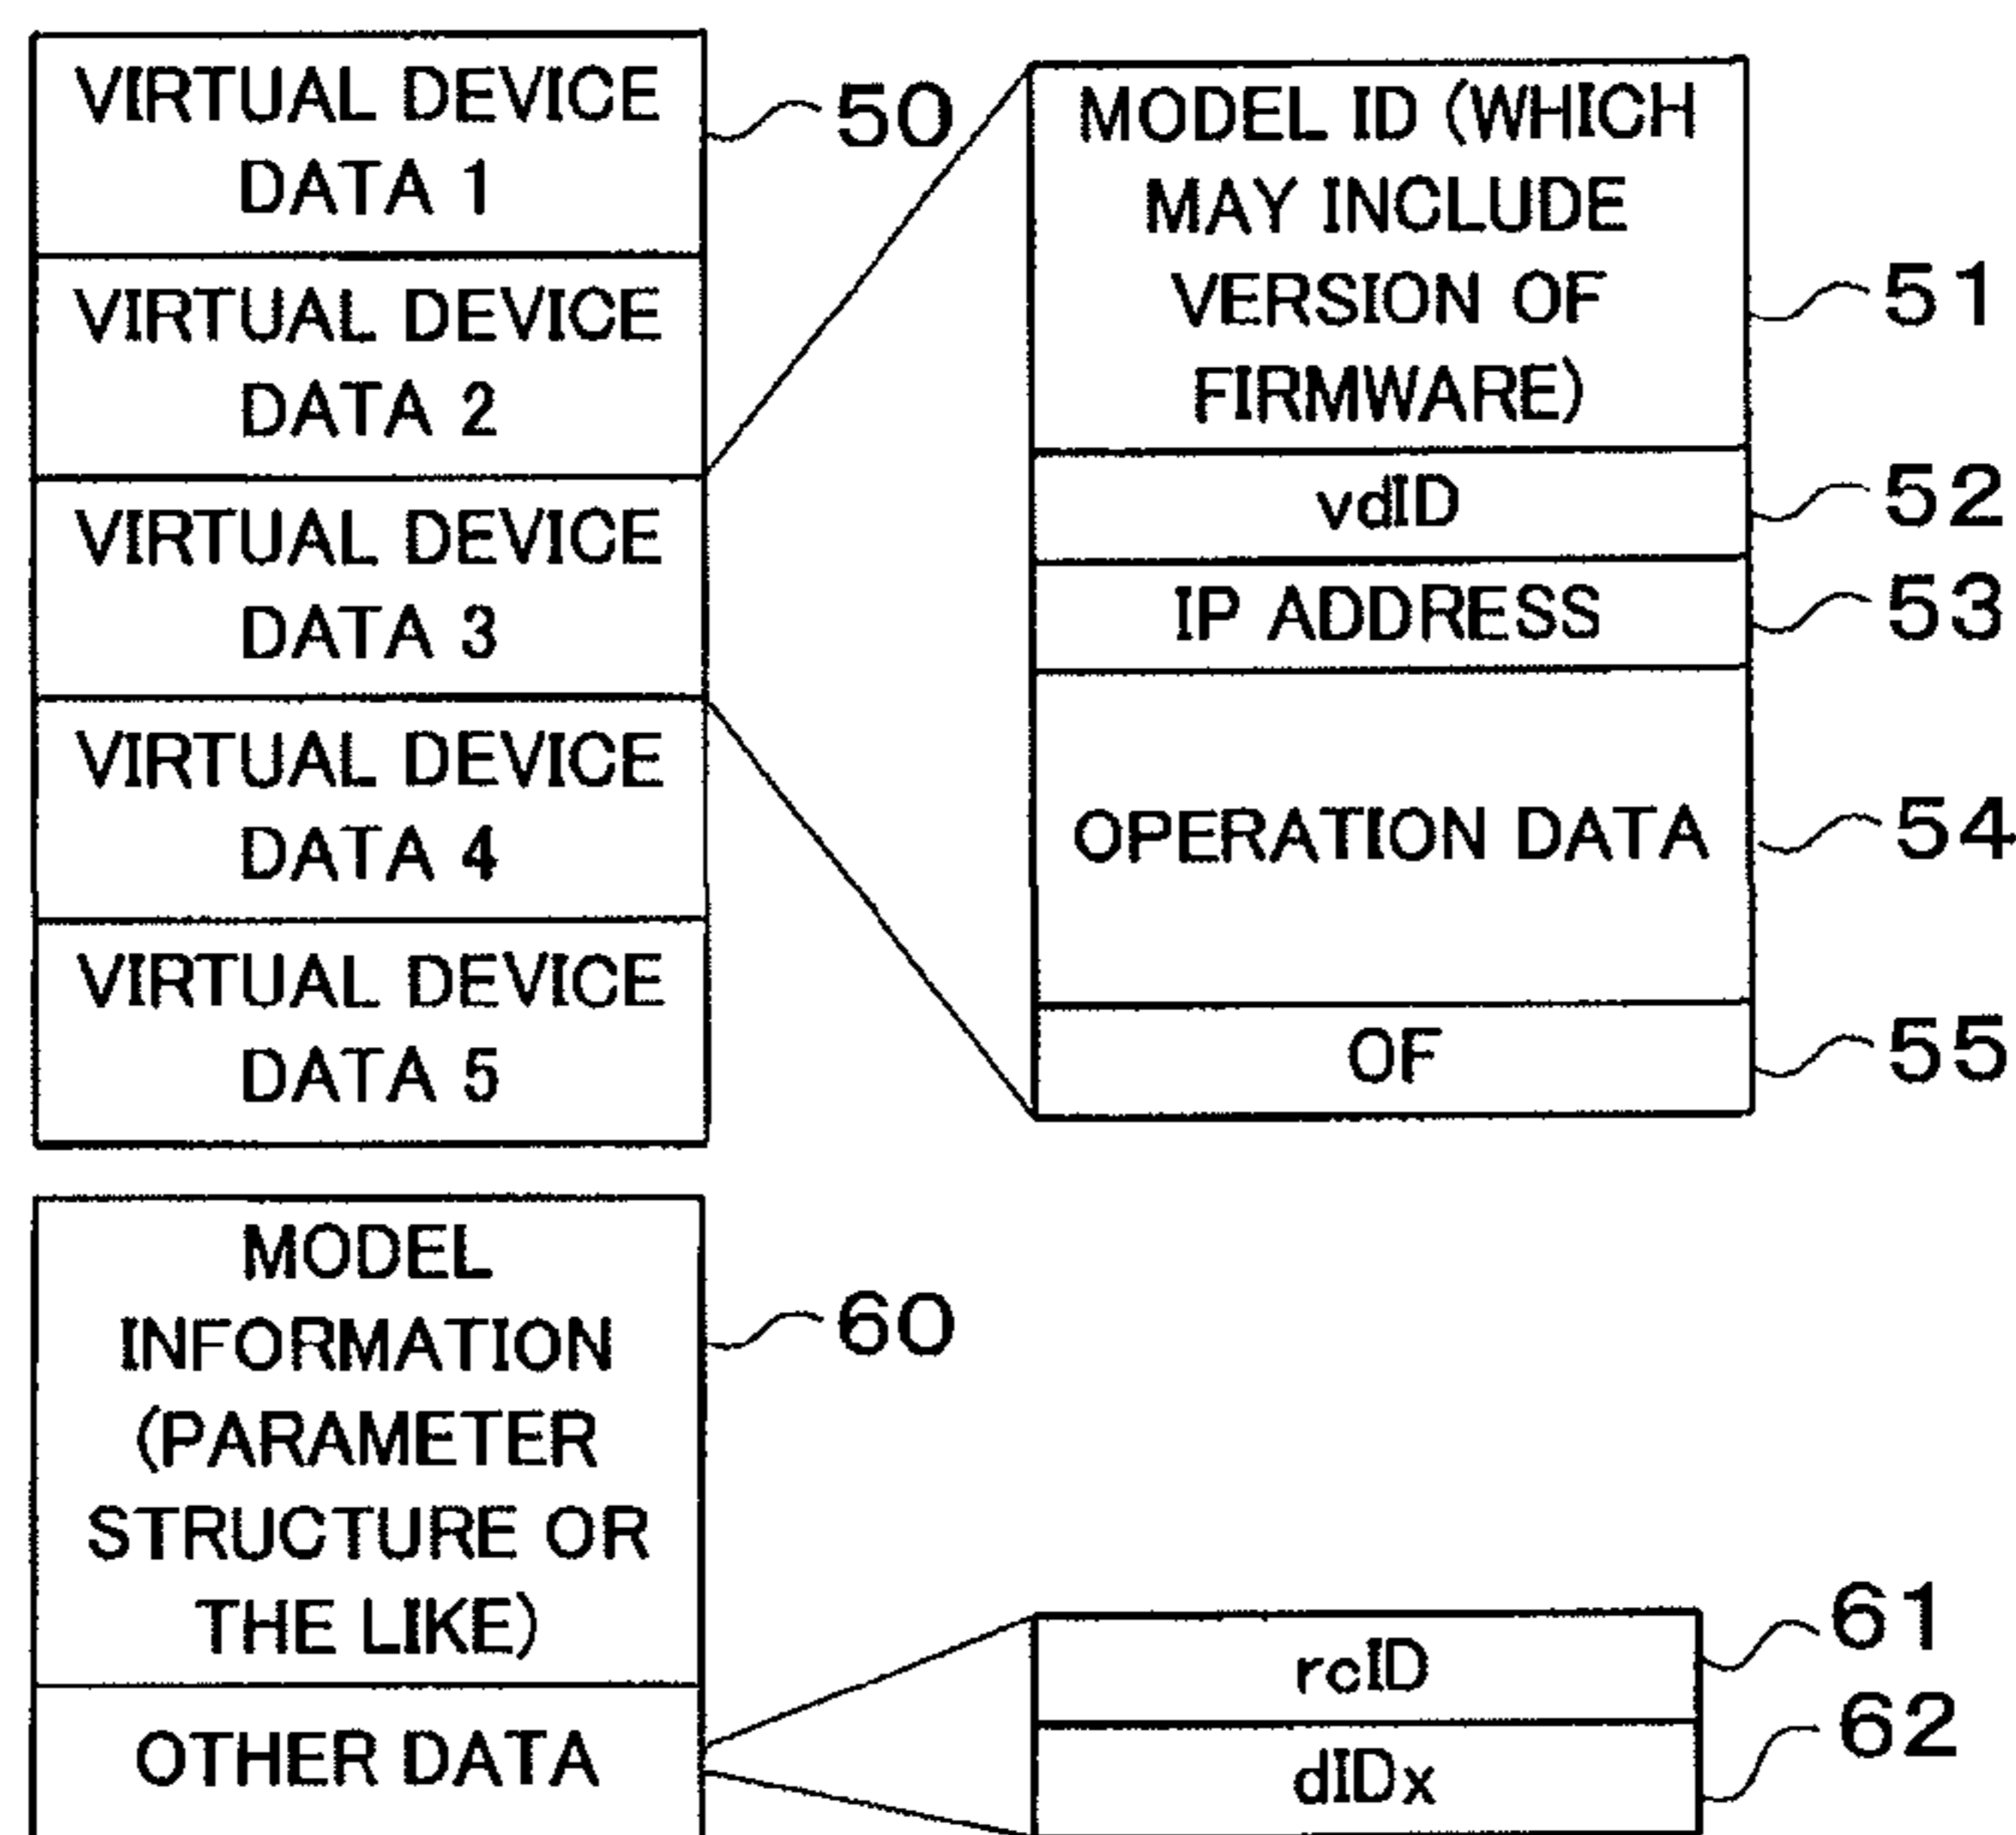 VIRTUAL DEVICE
DATA 1
50
VIRTUAL DEVICE
DATA 2
VIRTUAL DEVICE
DATA 3
VIRTUAL DEVICE
DATA 4
VIRTUAL DEVICE
DATA 5
MODEL ID (WHICH
MAY INCLUDE
VERSION OF
FIRMWARE)
51
vdID
52
IP ADDRESS
53
OPERATION DATA
54
OF
55
MODEL
INFORMATION
(PARAMETER
STRUCTURE OR
THE LIKE)
60
OTHER DATA
rcID
61
dIDx
62